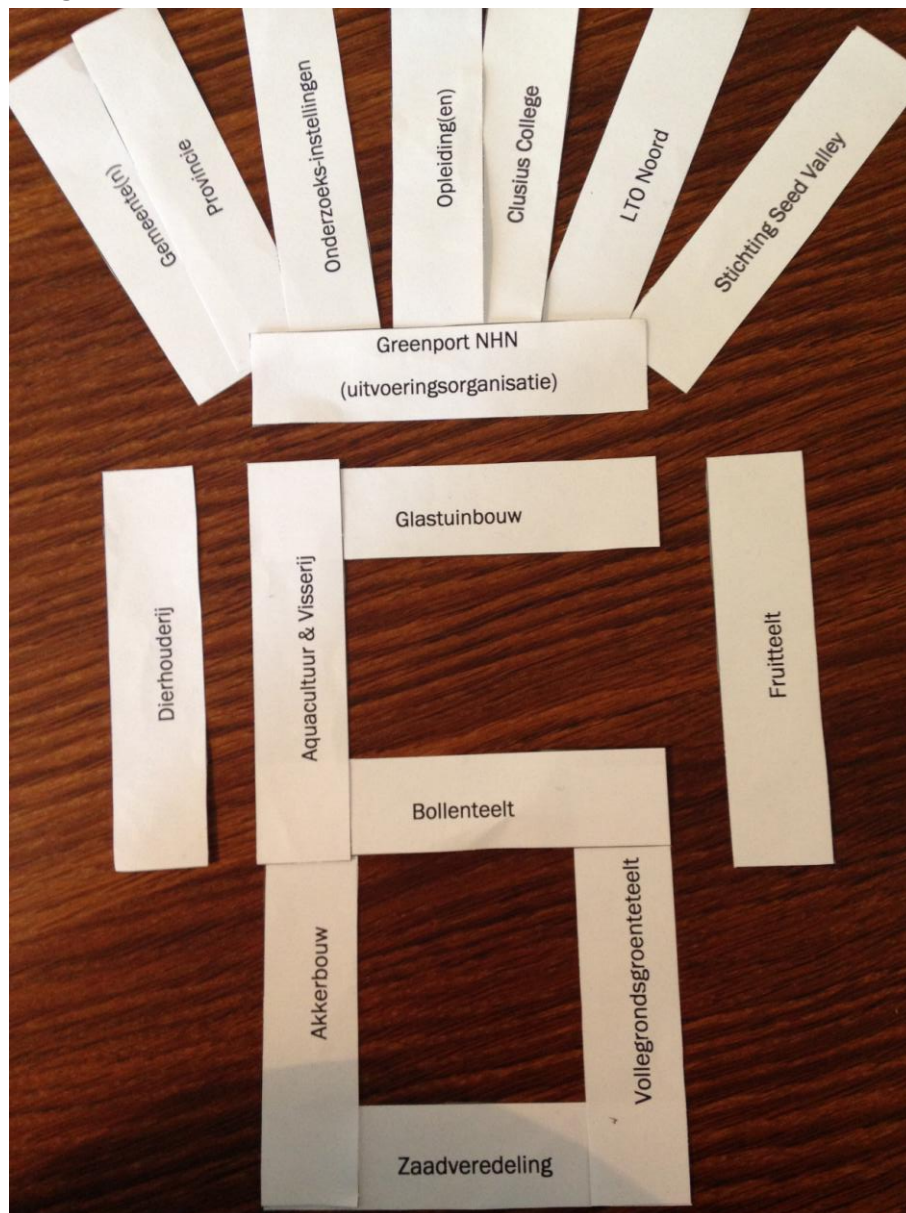 Gemeente(n)
Provincie
Onderzoeks-instellingen
Opleiding(en)
Clusius College
LTO Noord
Stichting Seed Valley
Greenport NHN
(uitvoeringsorganisatie)
Dierhouderij
Aquacultuur & Visserij
Glastuinbouw
Fruitteelt
Bollenteelt
Akkerbouw
Vollegrondsgroenteteelt
Zaadveredeling